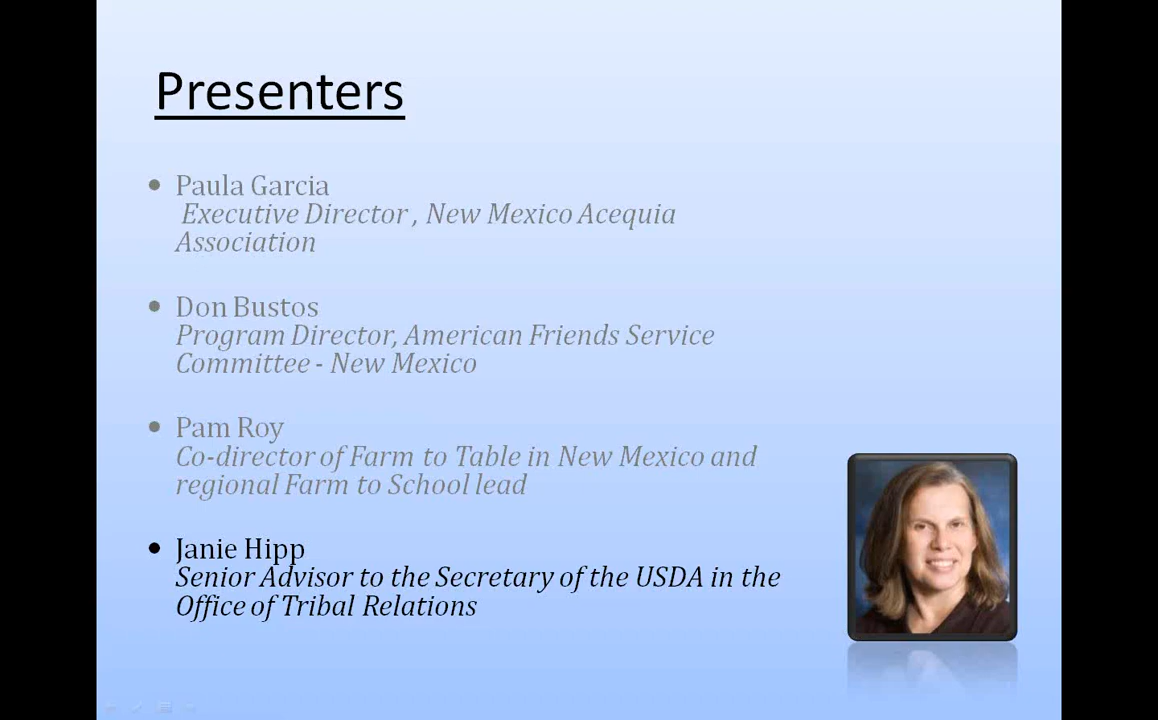 Presenters
• Paula Garcia
Executive Director , New Mexico Acequia
Association
• Don Bustos
Program Director, American Friends Service
Committee - New Mexico
• Pam Roy
Co-director of Farm to Table in New Mexico and
regional Farm to School lead
• Janie Hipp
Senior Advisor to the Secretary of the USDA in the
Office of Tribal Relations